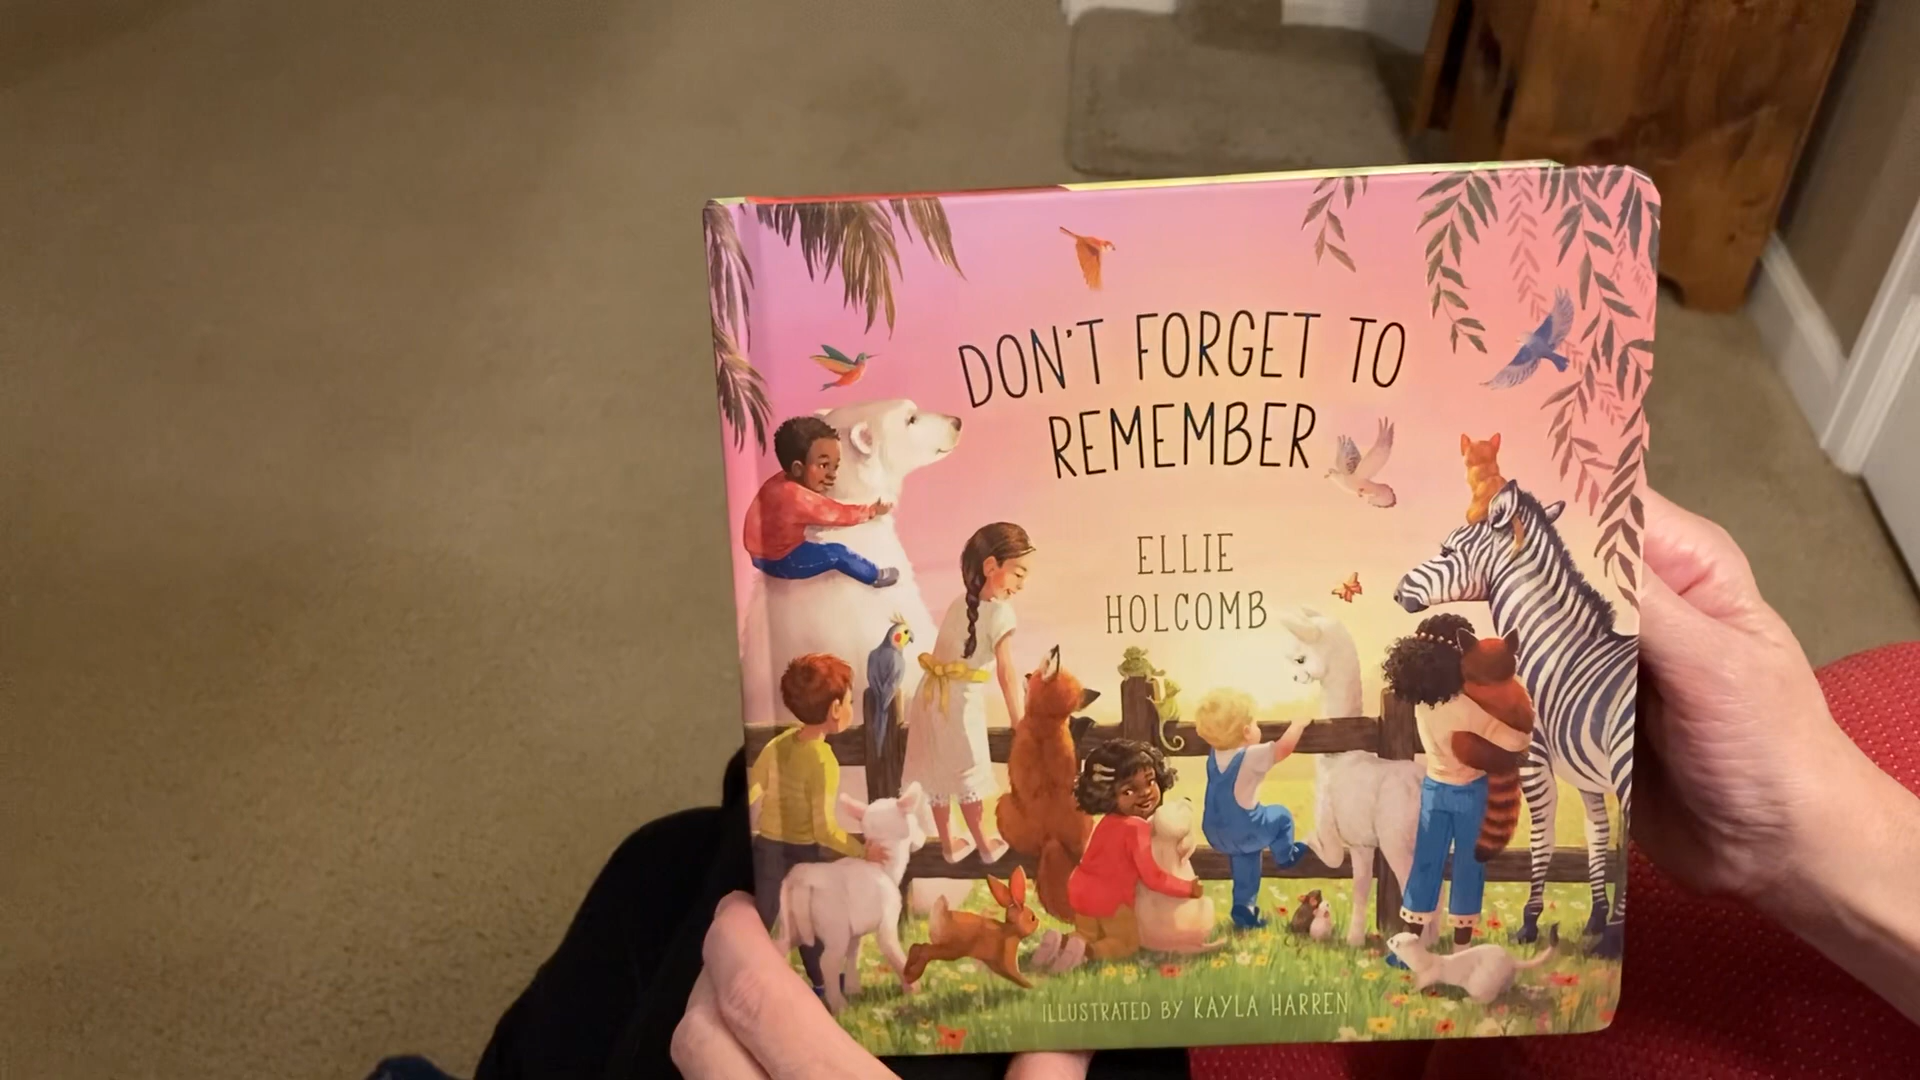 DON'T FORGET TO
REMEMBER
ELLIE
HOLCOMB
ILLUSTRATED BY KAYLA HARREN